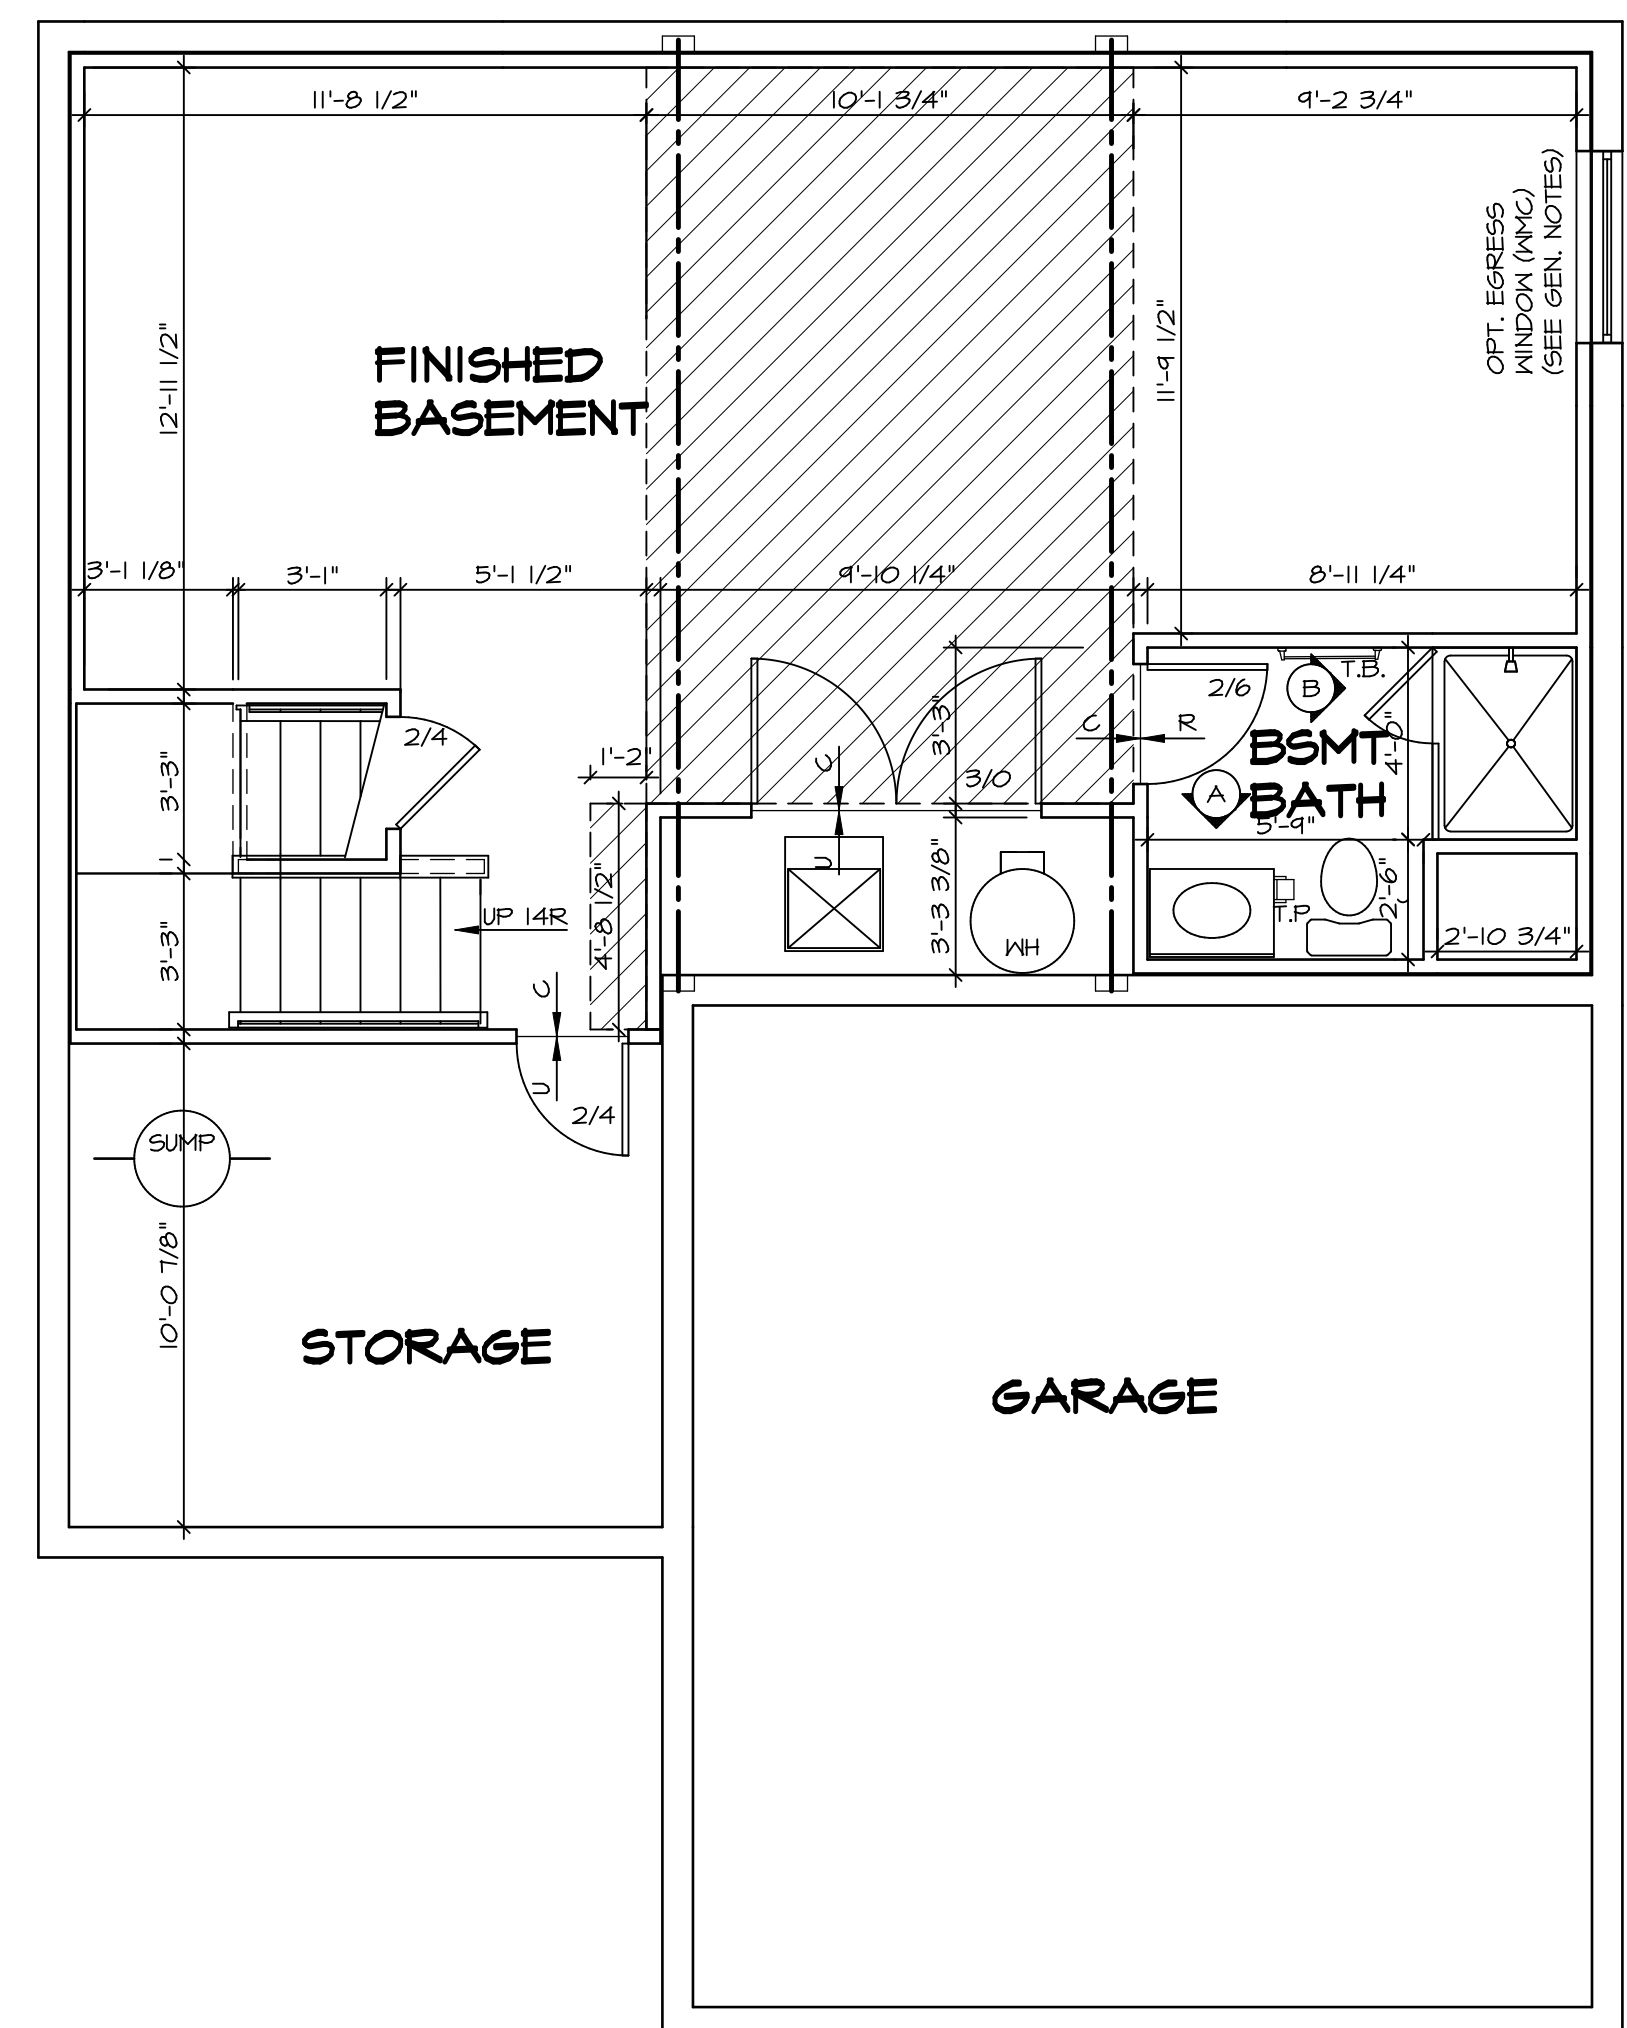 11'-8 1/2"
10'-1 3/4"
9'-2 3/4"
OPT. EGRESS
WINDOW (WMC)
(SEE GEN. NOTES)
12'-11 1/2"
11'-9 1/2"
FINISHED
BASEMENT
3'-1 1/8"
3'-1"
5'-1 1/2"
9'-10 1/4"
8'-11 1/4"
2/4
3'-3"
1'-2"
C
U
3'-3"
3/0
C
R
2/6
B
T.B.
BSMT
BATH
4'-0"
A
5'-9"
1
3'-3"
UP 14R
4'-8 1/2"
3'-3 3/8"
WH
T.P
2'-6"
2'-10 3/4"
C
U
2/4
SUMP
10'-0 7/8"
STORAGE
GARAGE